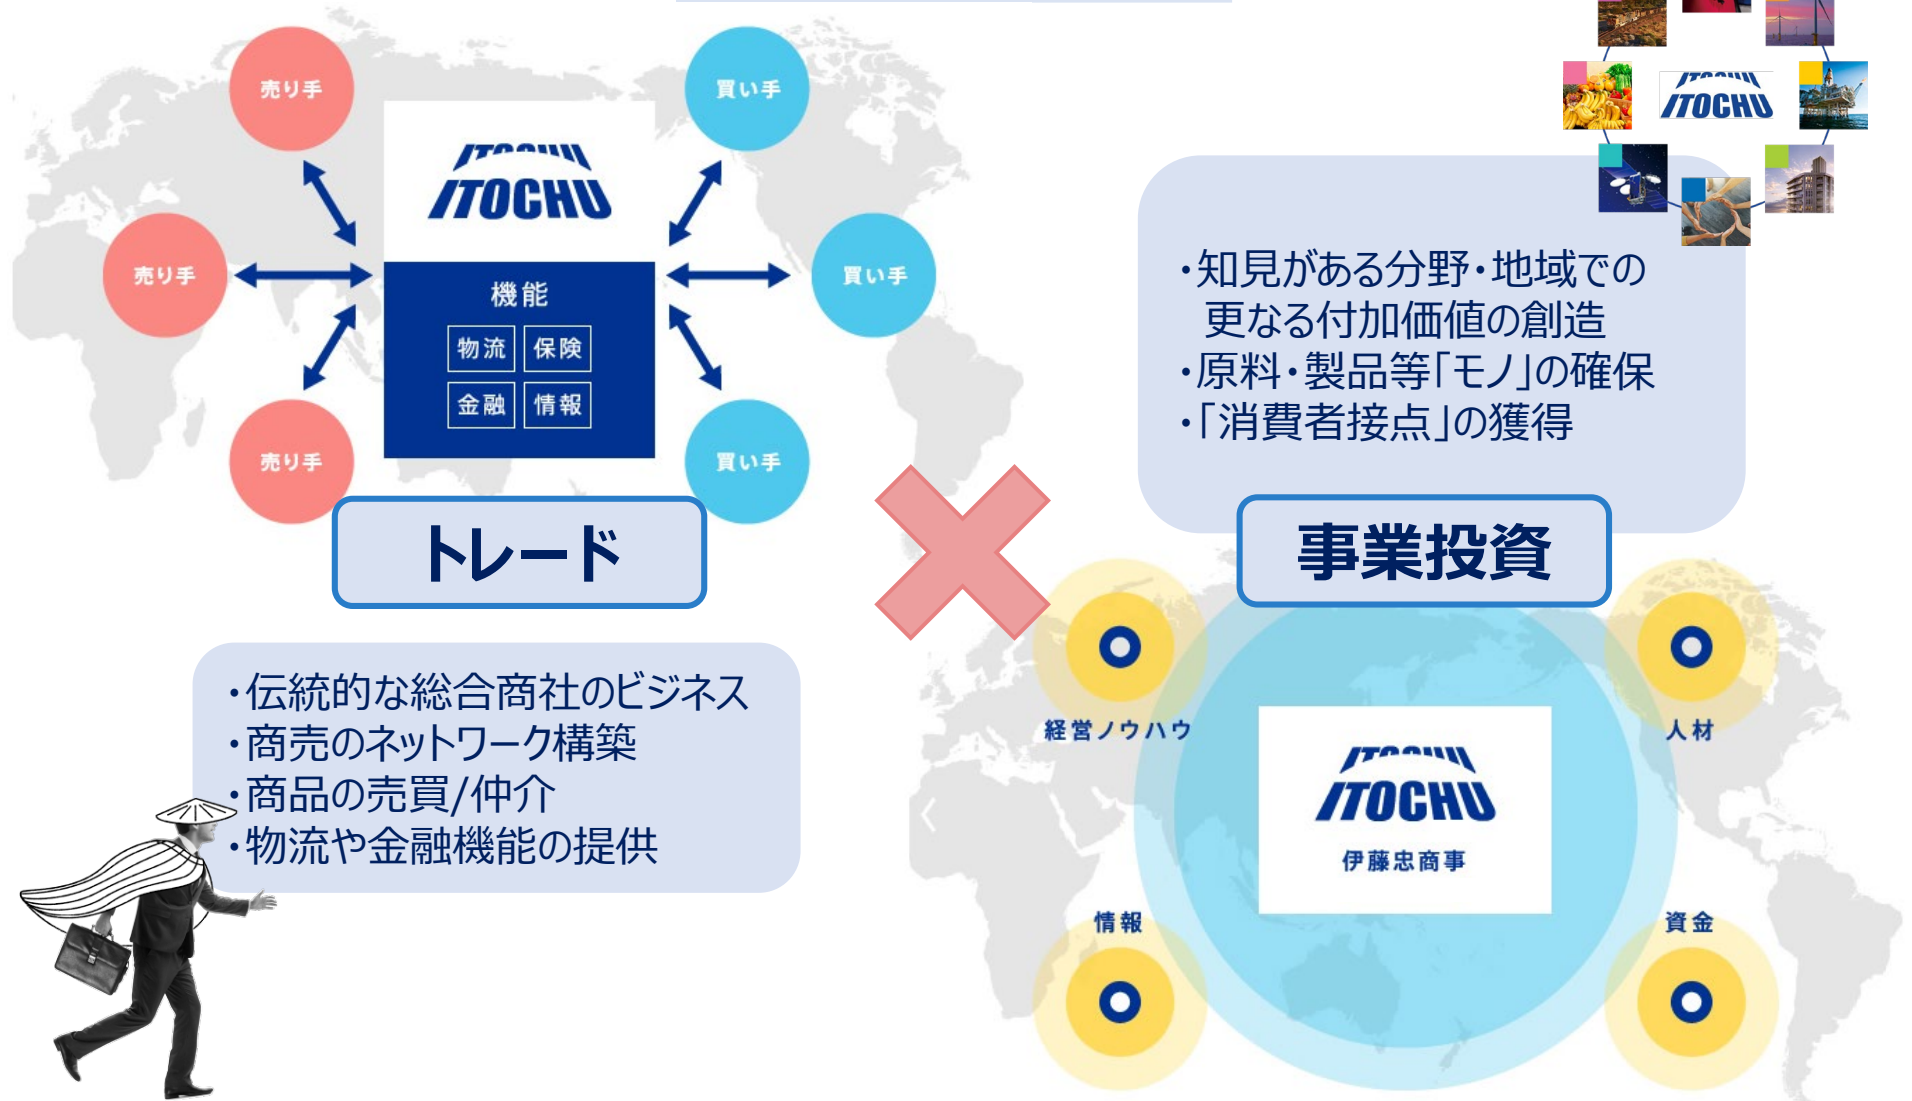 売り手
買い手
ITOCHU
売り手
買い手
機能
物流
保険
金融
情報
売り手
買い手
トレード
・伝統的な総合商社のビジネス
・商売のネットワーク構築
・商品の売買/仲介
・物流や金融機能の提供
ITOCHU
・知見がある分野・地域での
更なる付加価値の創造
・原料・製品等「モノ」の確保
・「消費者接点」の獲得
事業投資
経営ノウハウ
人材
ITOCHU
伊藤忠商事
情報
資金